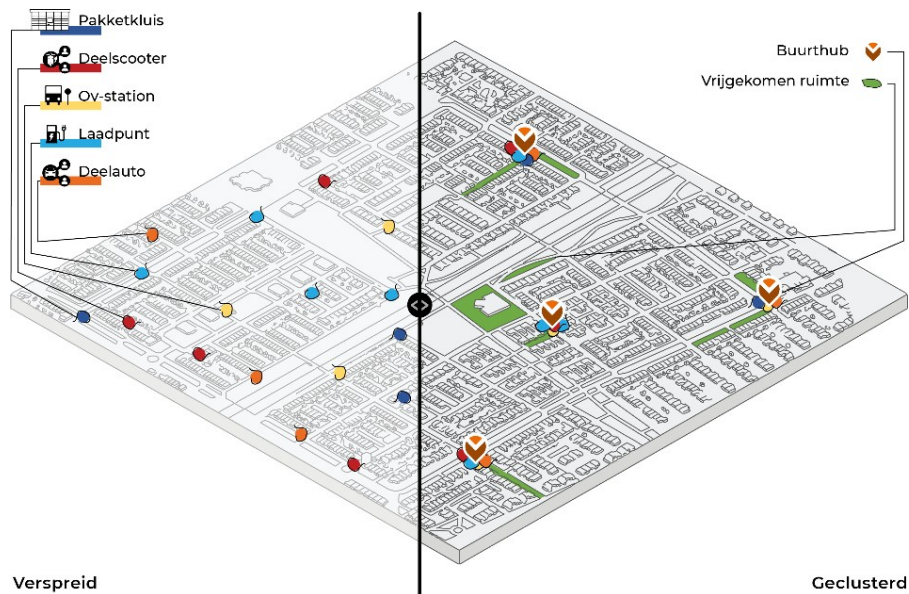 Pakketkluis
Deelscooter
Ov-station
Laadpunt
Deelauto
Buurthub
Vrijgekomen ruimte
Verspreid
Geclusterd